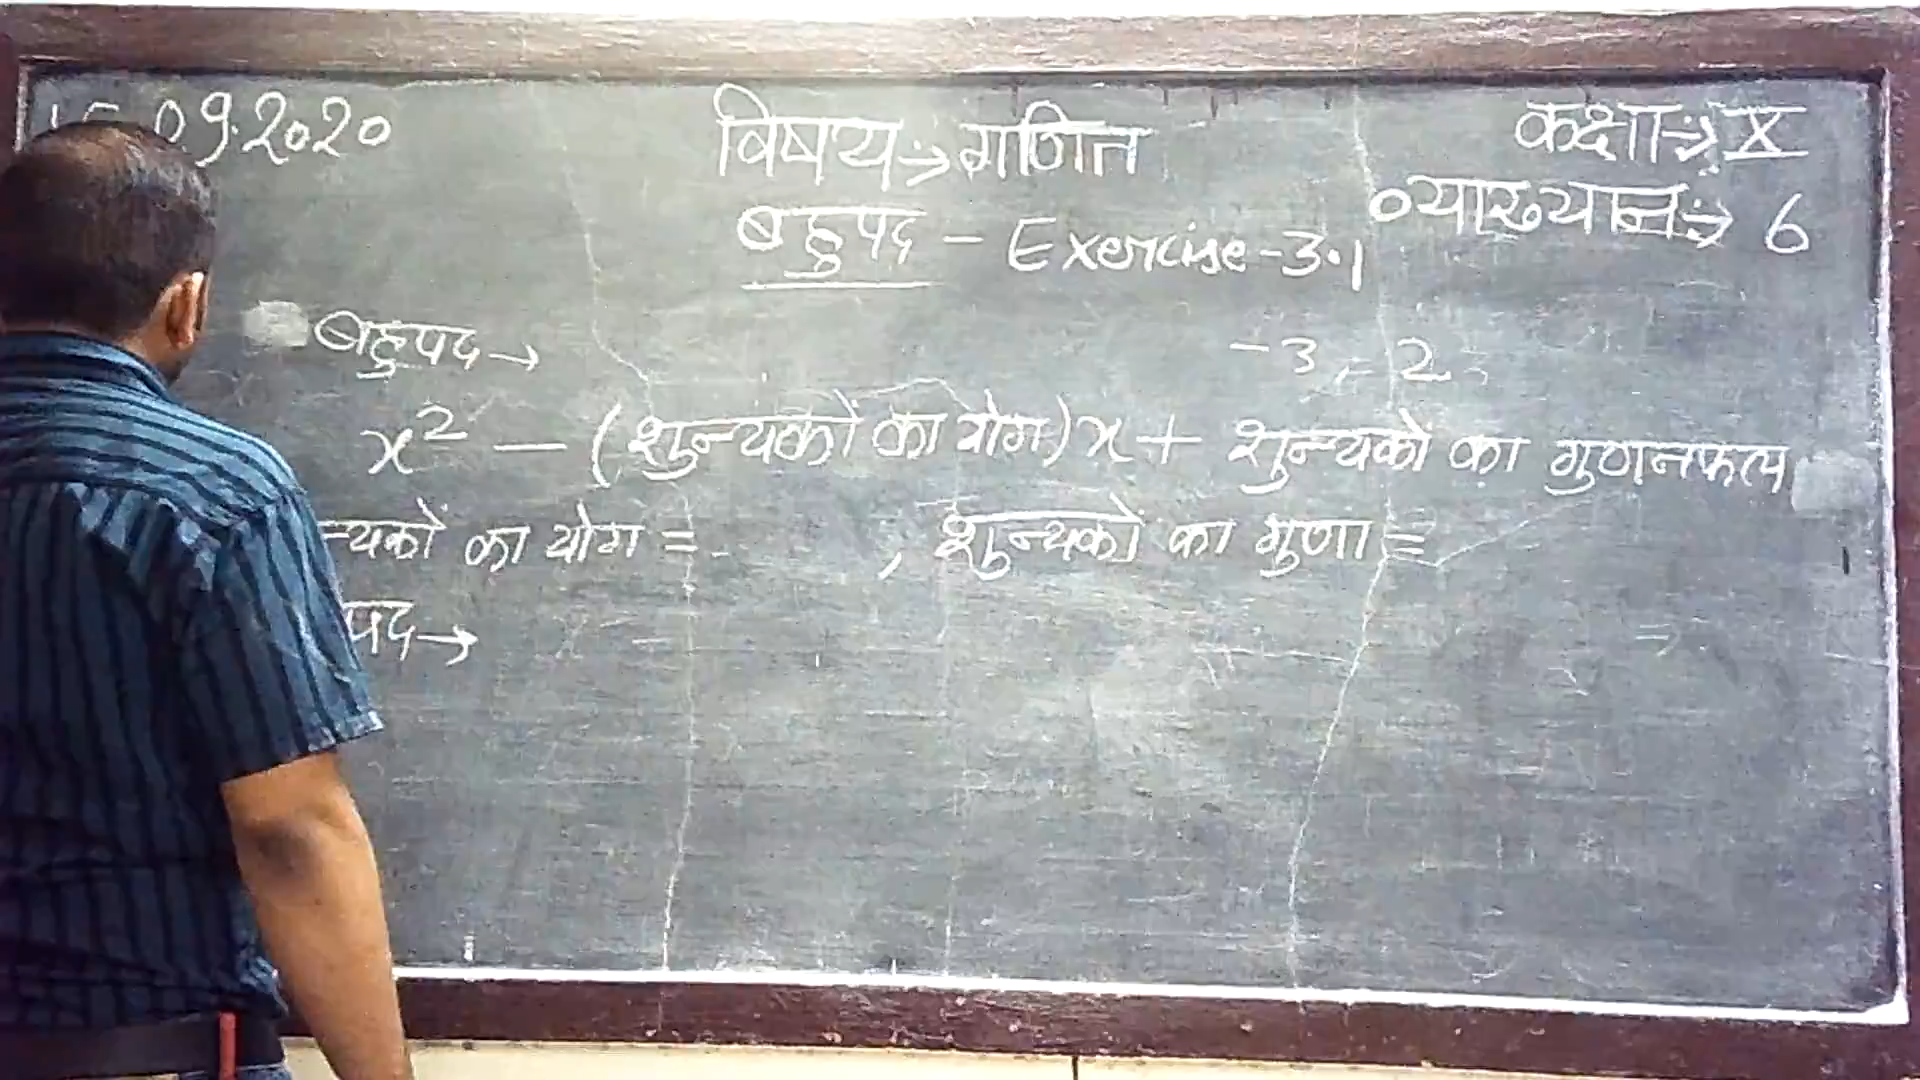 09.2020
विषय:→ गणित
कक्षा:→ X
व्याख्यान:→ 6
बहुपद - Exercise-3.1
बहुपद →
-3, 2
x² - (शुन्यकों का योग)x + शुन्यकों का गुणनफल
न्यकों का योग = , शुन्यकों का गुणा =
पद →